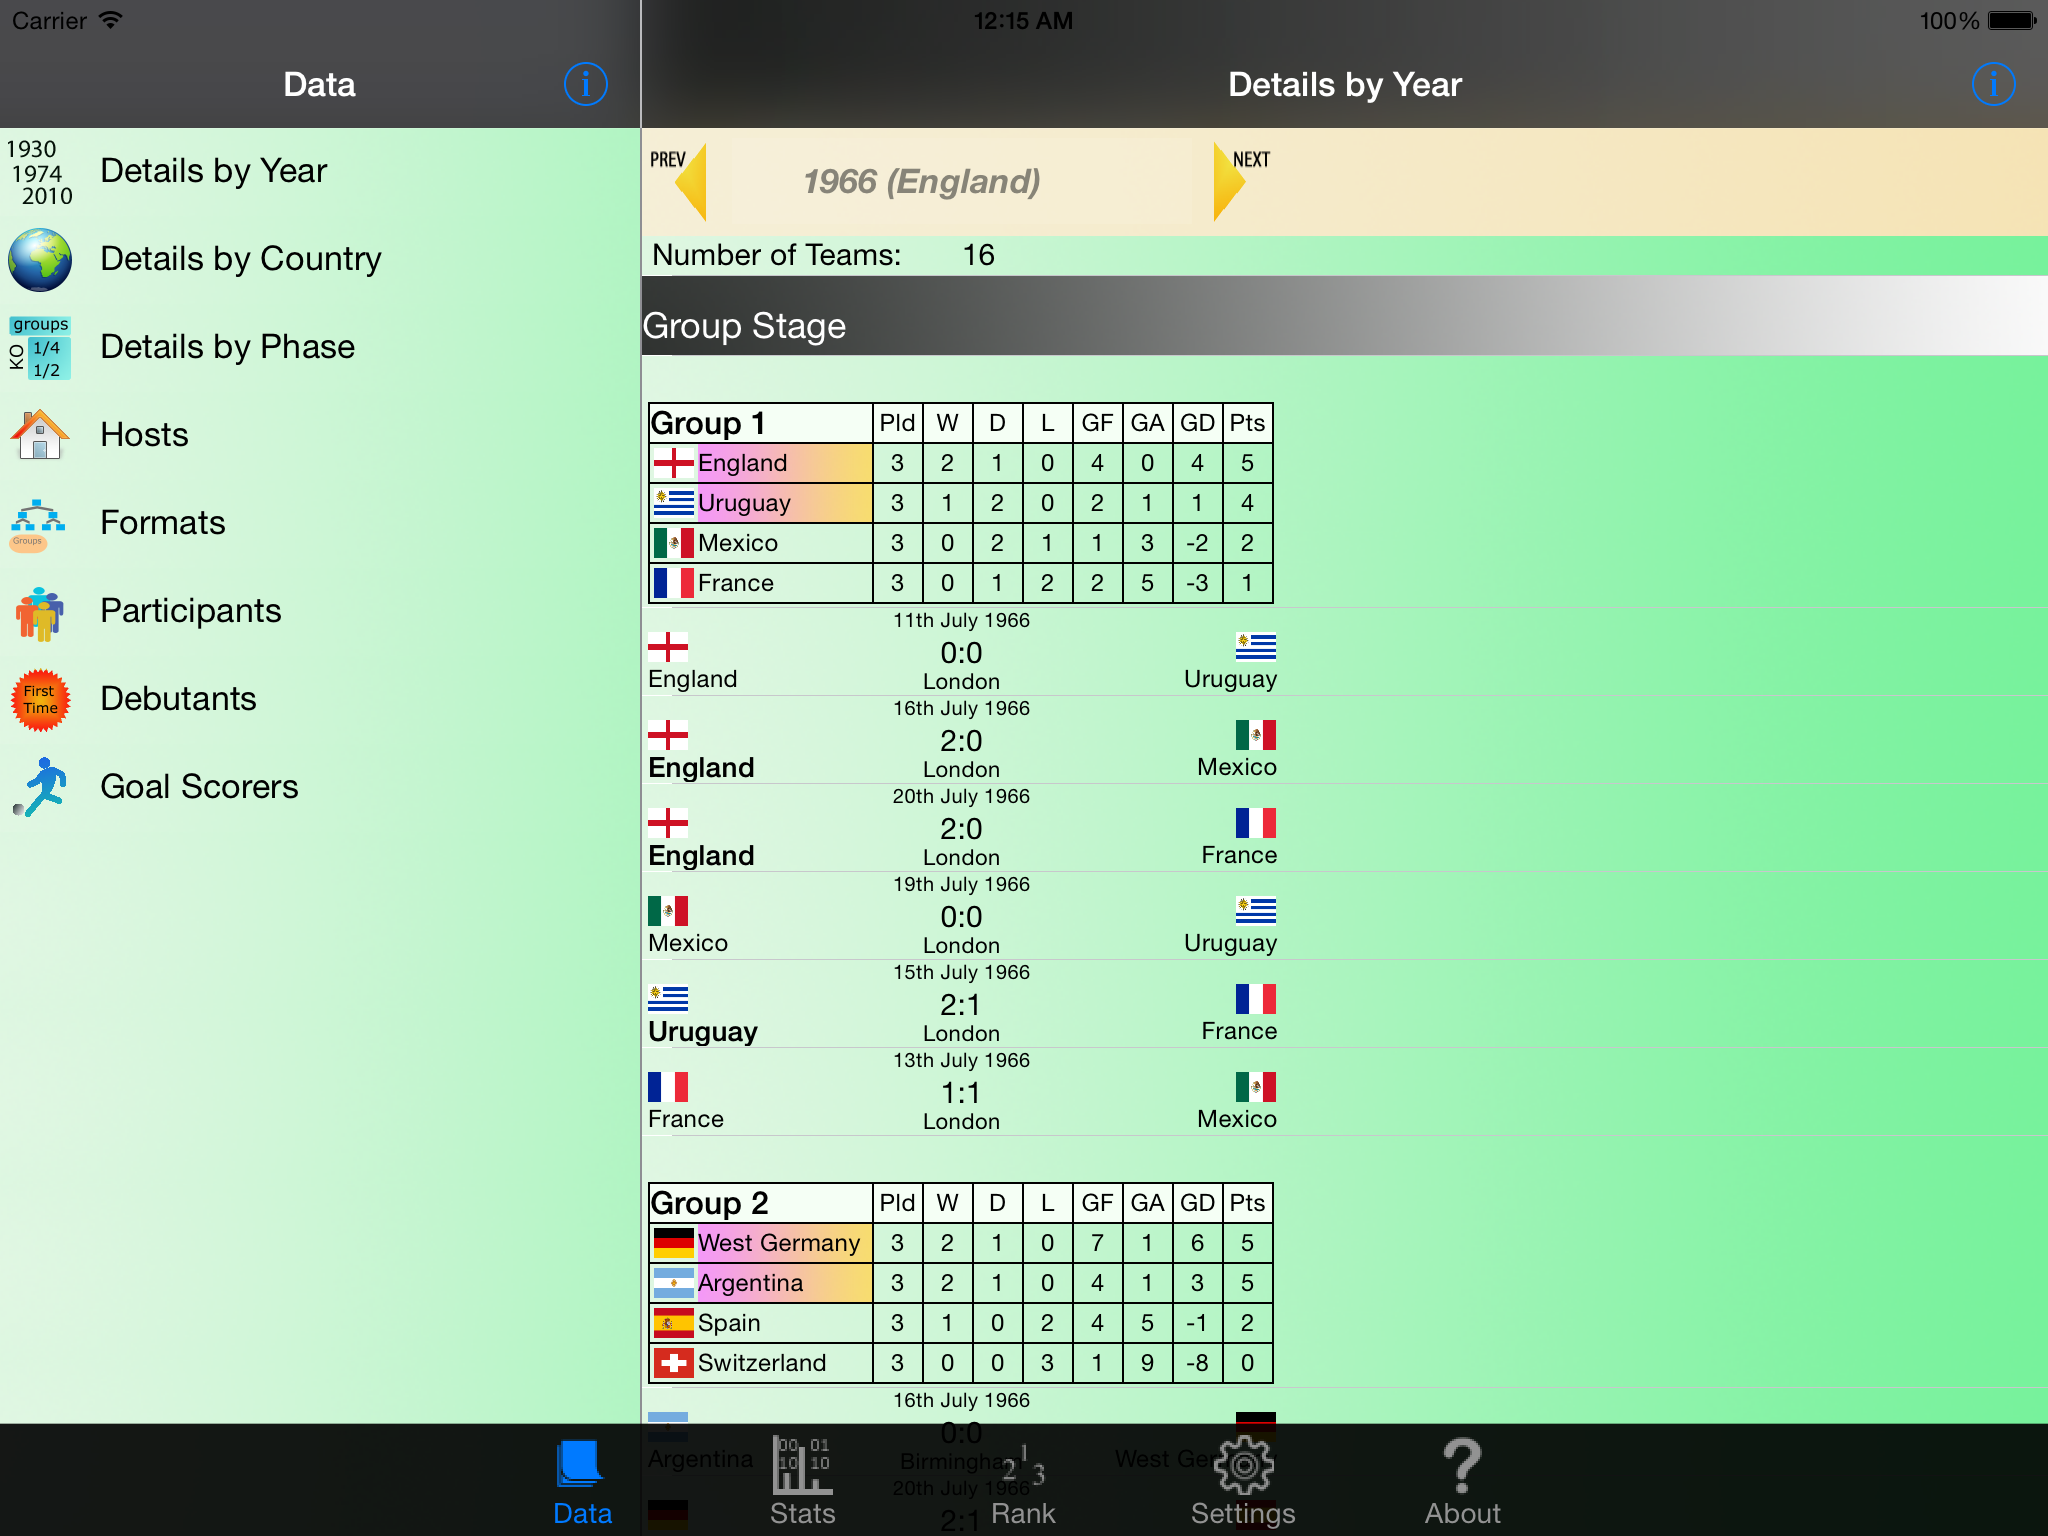 Carrier 12:15 AM 100%
Data
Details by Year
1930
1974
2010
Details by Year
Details by Country
groups
KO
1/4
1/2
Details by Phase
Hosts
Groups
Formats
Participants
First
Time
Debutants
Goal Scorers
PREV 1966 (England) NEXT
Number of Teams: 16
Group Stage
Group 1 Pld W D L GF GA GD Pts
England 3 2 1 0 4 0 4 5
Uruguay 3 1 2 0 2 1 1 4
Mexico 3 0 2 1 1 3 -2 2
France 3 0 1 2 2 5 -3 1
11th July 1966
0:0
England London Uruguay
16th July 1966
2:0
England London Mexico
20th July 1966
2:0
England London France
19th July 1966
0:0
Mexico London Uruguay
15th July 1966
2:1
Uruguay London France
13th July 1966
1:1
France London Mexico
Group 2 Pld W D L GF GA GD Pts
West Germany 3 2 1 0 7 1 6 5
Argentina 3 2 1 0 4 1 3 5
Spain 3 1 0 2 4 5 -1 2
Switzerland 3 0 0 3 1 9 -8 0
16th July 1966
0:0
Argentina Birmingham West Ger
20th July 1966
2:1
00 01
10 10
2 1 3
Data Stats Rank Settings About